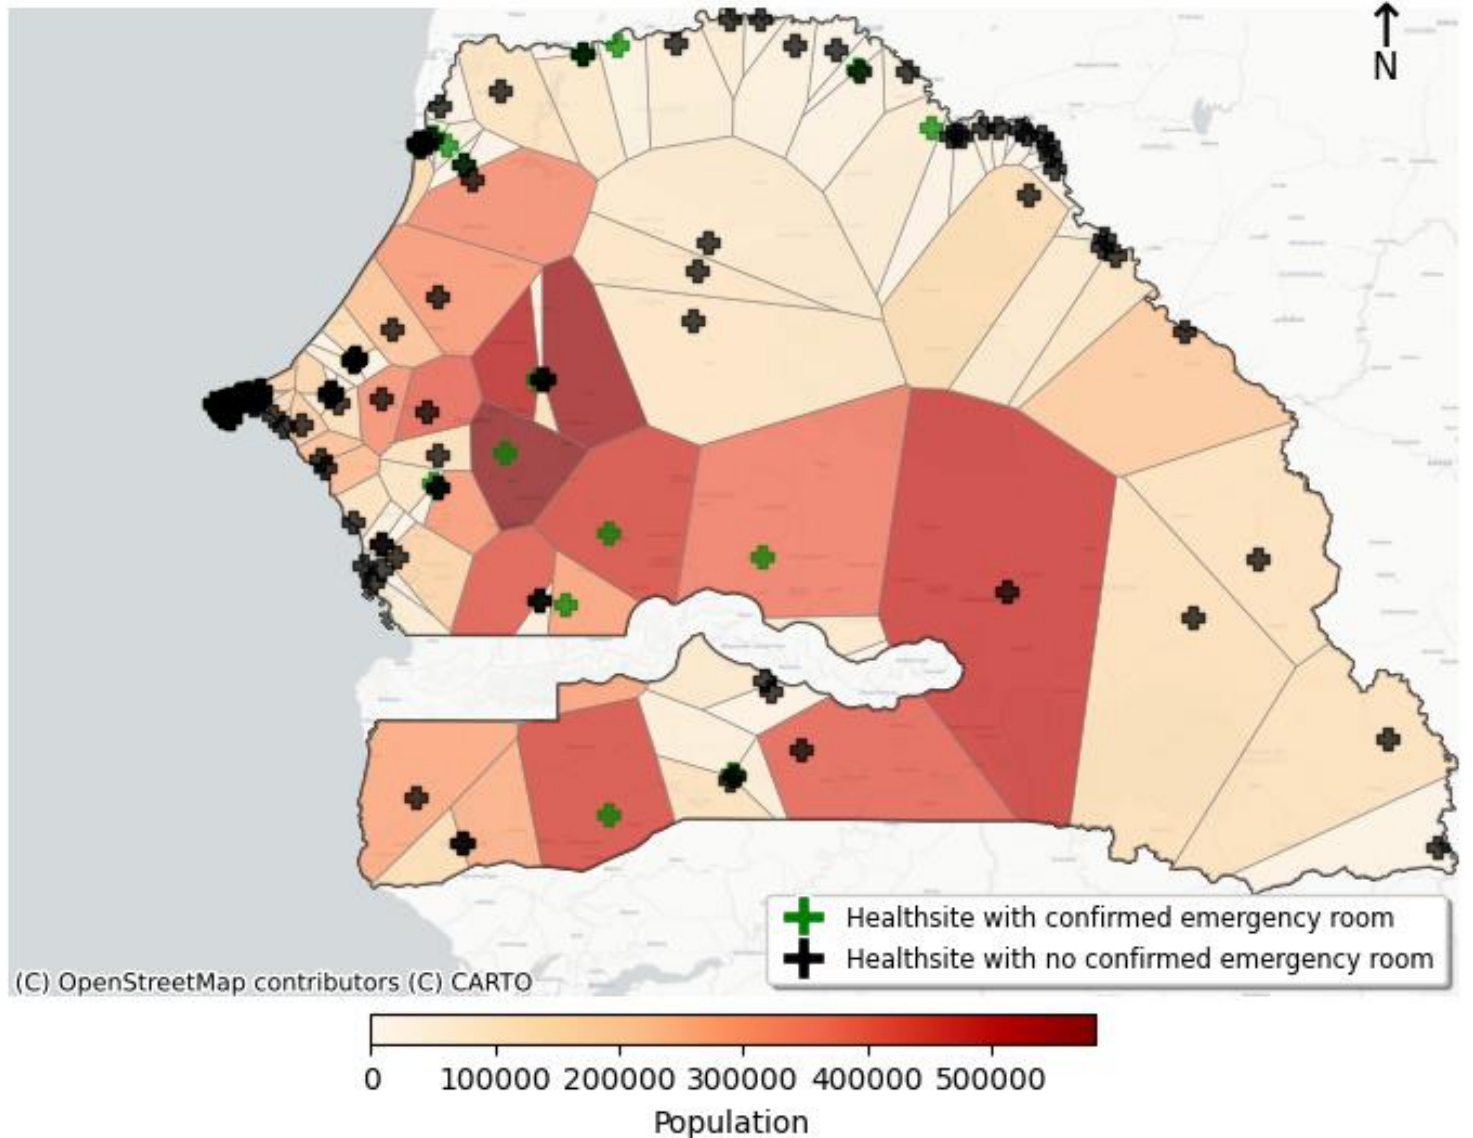 N
Healthsite with confirmed emergency room
Healthsite with no confirmed emergency room
(C) OpenStreetMap contributors (C) CARTO
0 100000 200000 300000 400000 500000
Population